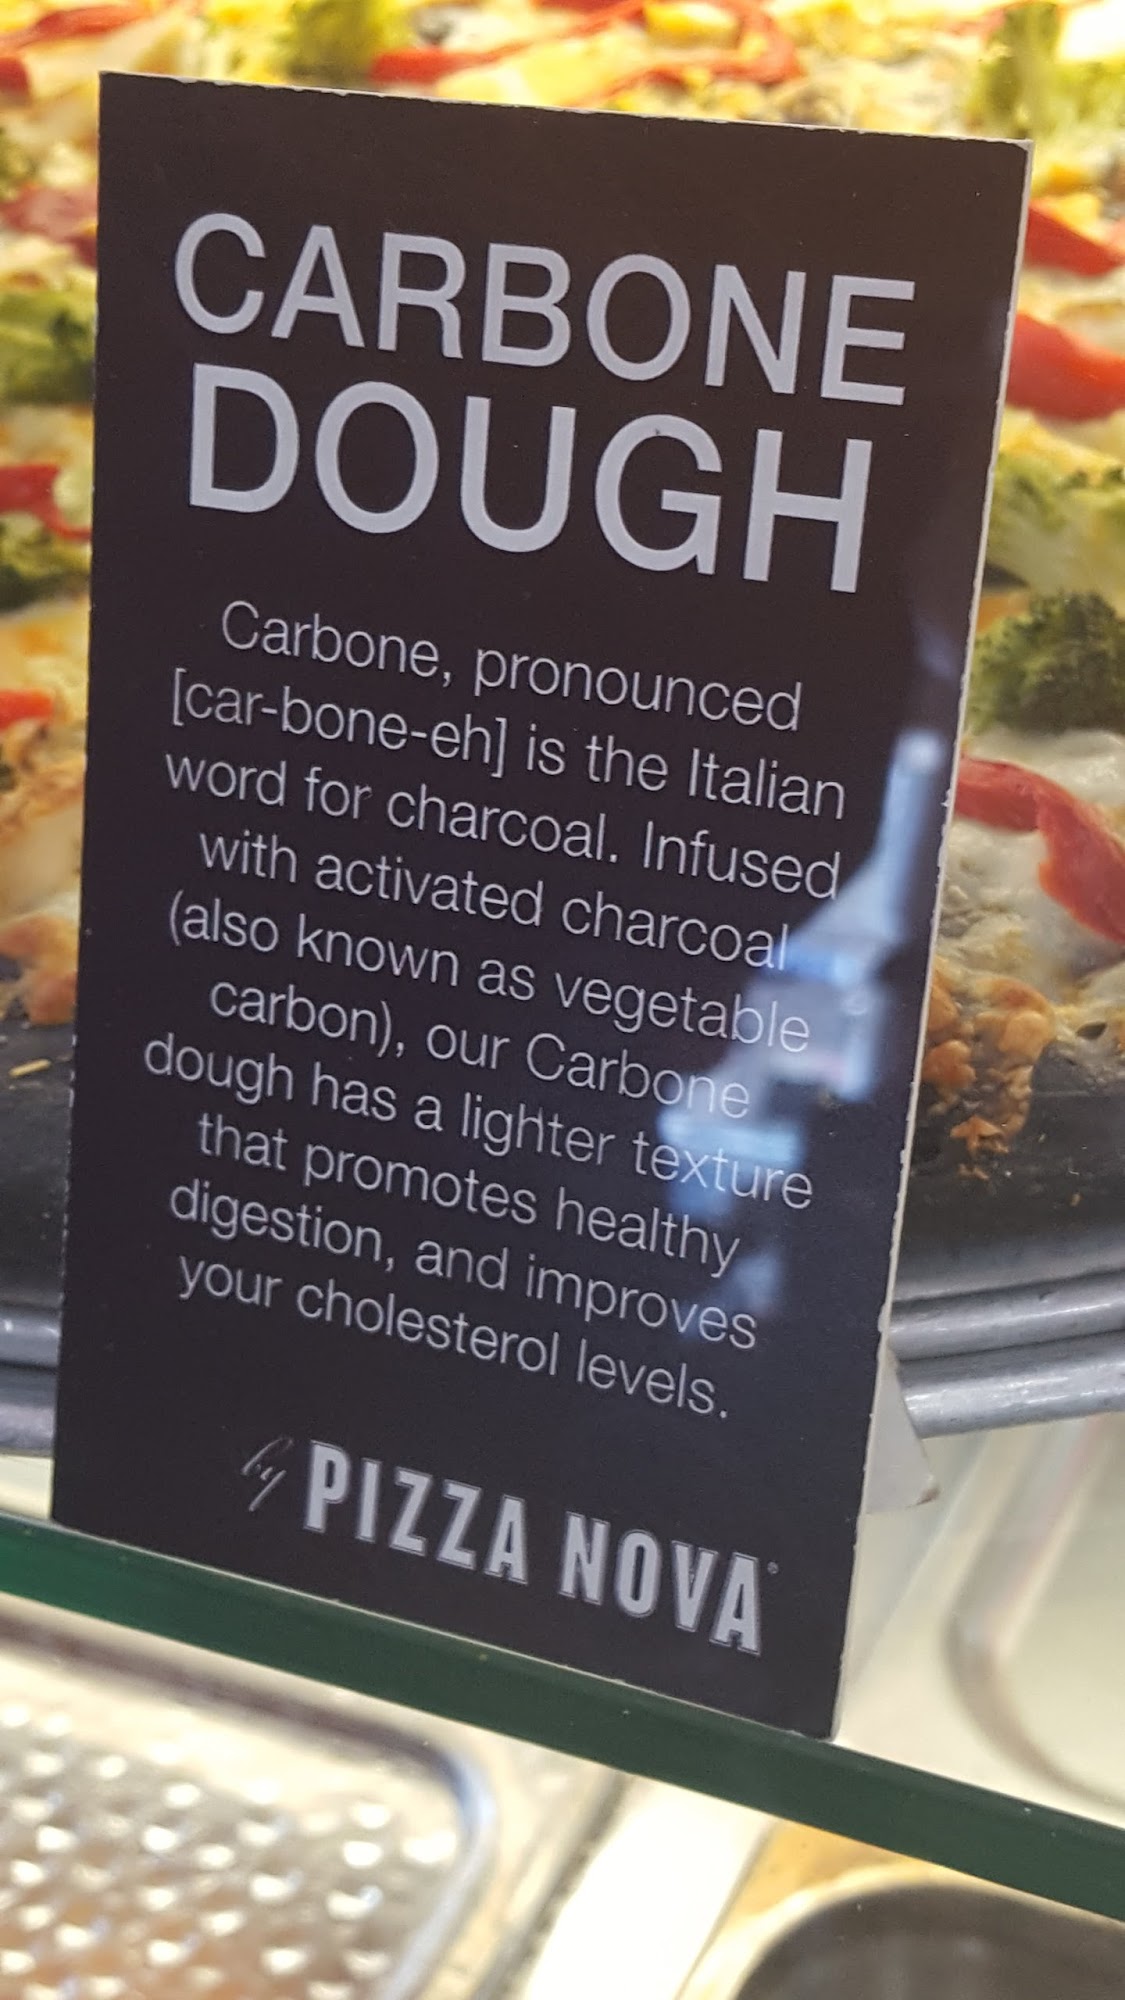 CARBONE
DOUGH
Carbone, pronounced
[car-bone-eh] is the Italian
word for charcoal. Infused
with activated charcoal
(also known as vegetable
carbon), our Carbone
dough has a lighter texture
that promotes healthy
digestion, and improves
your cholesterol levels.
by PIZZA NOVA®